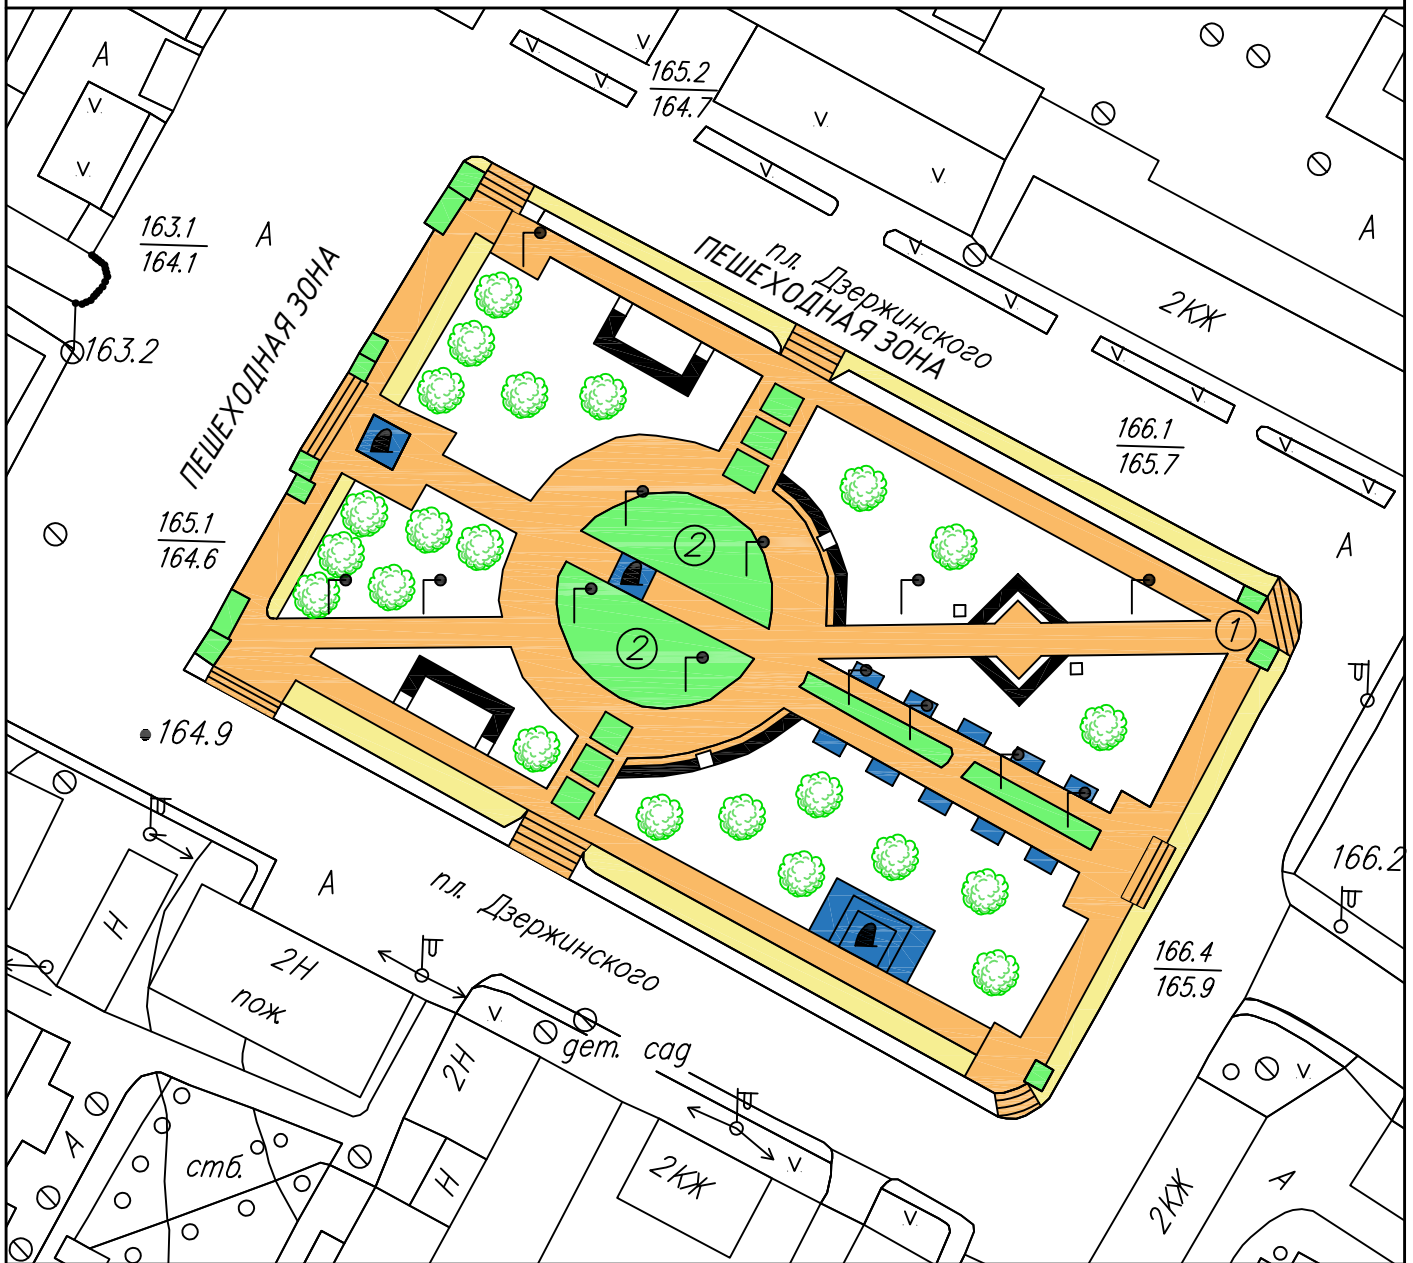 А
165.2
164.7
163.1
164.1
А
А
пл. Дзержинского
ПЕШЕХОДНАЯ ЗОНА
2КЖ
163.2
ПЕШЕХОДНАЯ ЗОНА
166.1
165.7
165.1
164.6
2
А
1
2
164.9
166.2
А
пл. Дзержинского
Н
2Н
пож.
166.4
165.9
2Н
дет. сад
А
стб.
Н
2КЖ
2КЖ
А